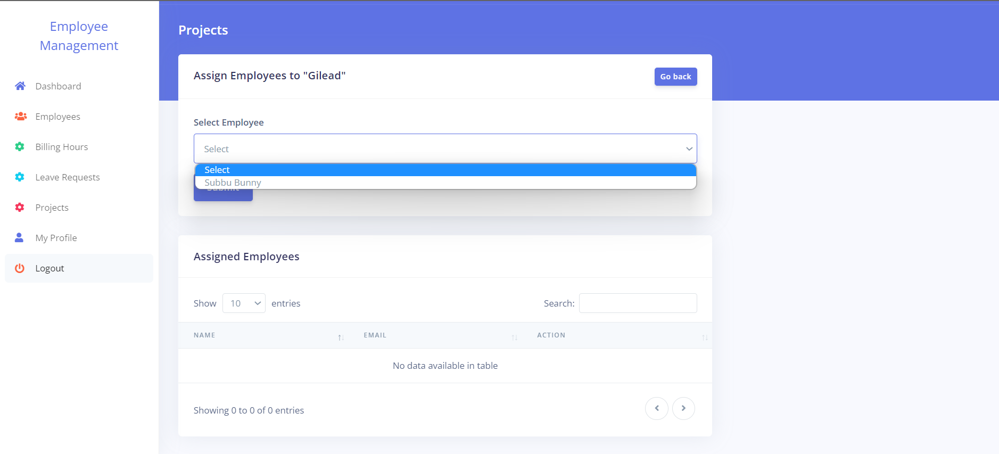 Employee
Management
Dashboard
Employees
Billing Hours
Leave Requests
Projects
My Profile
Logout
Projects
Assign Employees to "Gilead"
Go back
Select Employee
Select
Select
Subbu Bunny
Submit
Assigned Employees
Show 10 entries
Search:
NAME EMAIL ACTION
No data available in table
Showing 0 to 0 of 0 entries